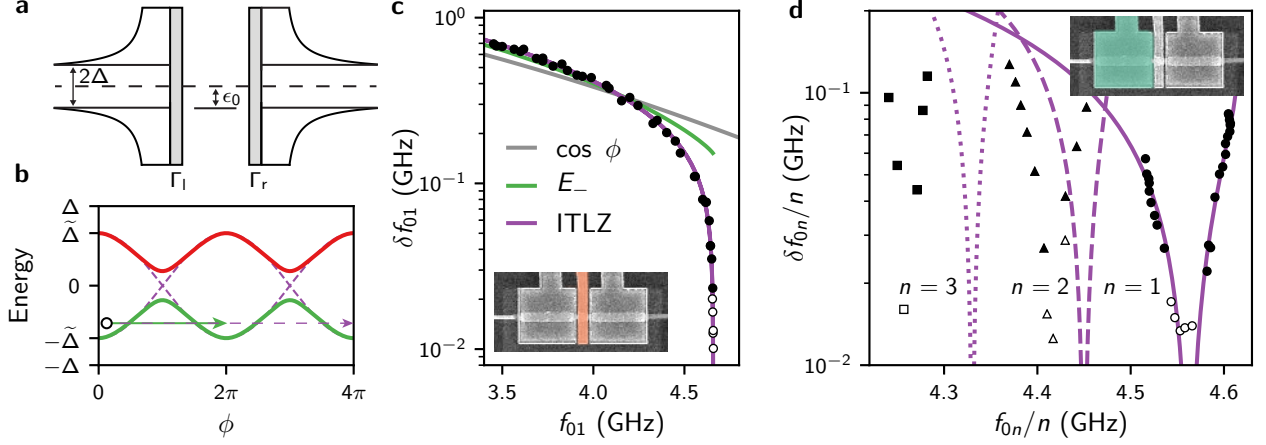 a
2Δ
ϵ₀
Γₗ
Γᵣ
b
Energy
Δ
Δ̃
0
−Δ̃
−Δ
0
2π
4π
ϕ
c
δf₀₁ (GHz)
10⁰
10⁻¹
10⁻²
cos ϕ
E₋
ITLZ
3.5
4.0
4.5
f₀₁ (GHz)
d
δf₀ₙ/n (GHz)
10⁻¹
10⁻²
n = 3
n = 2
n = 1
4.3
4.4
4.5
4.6
f₀ₙ/n (GHz)